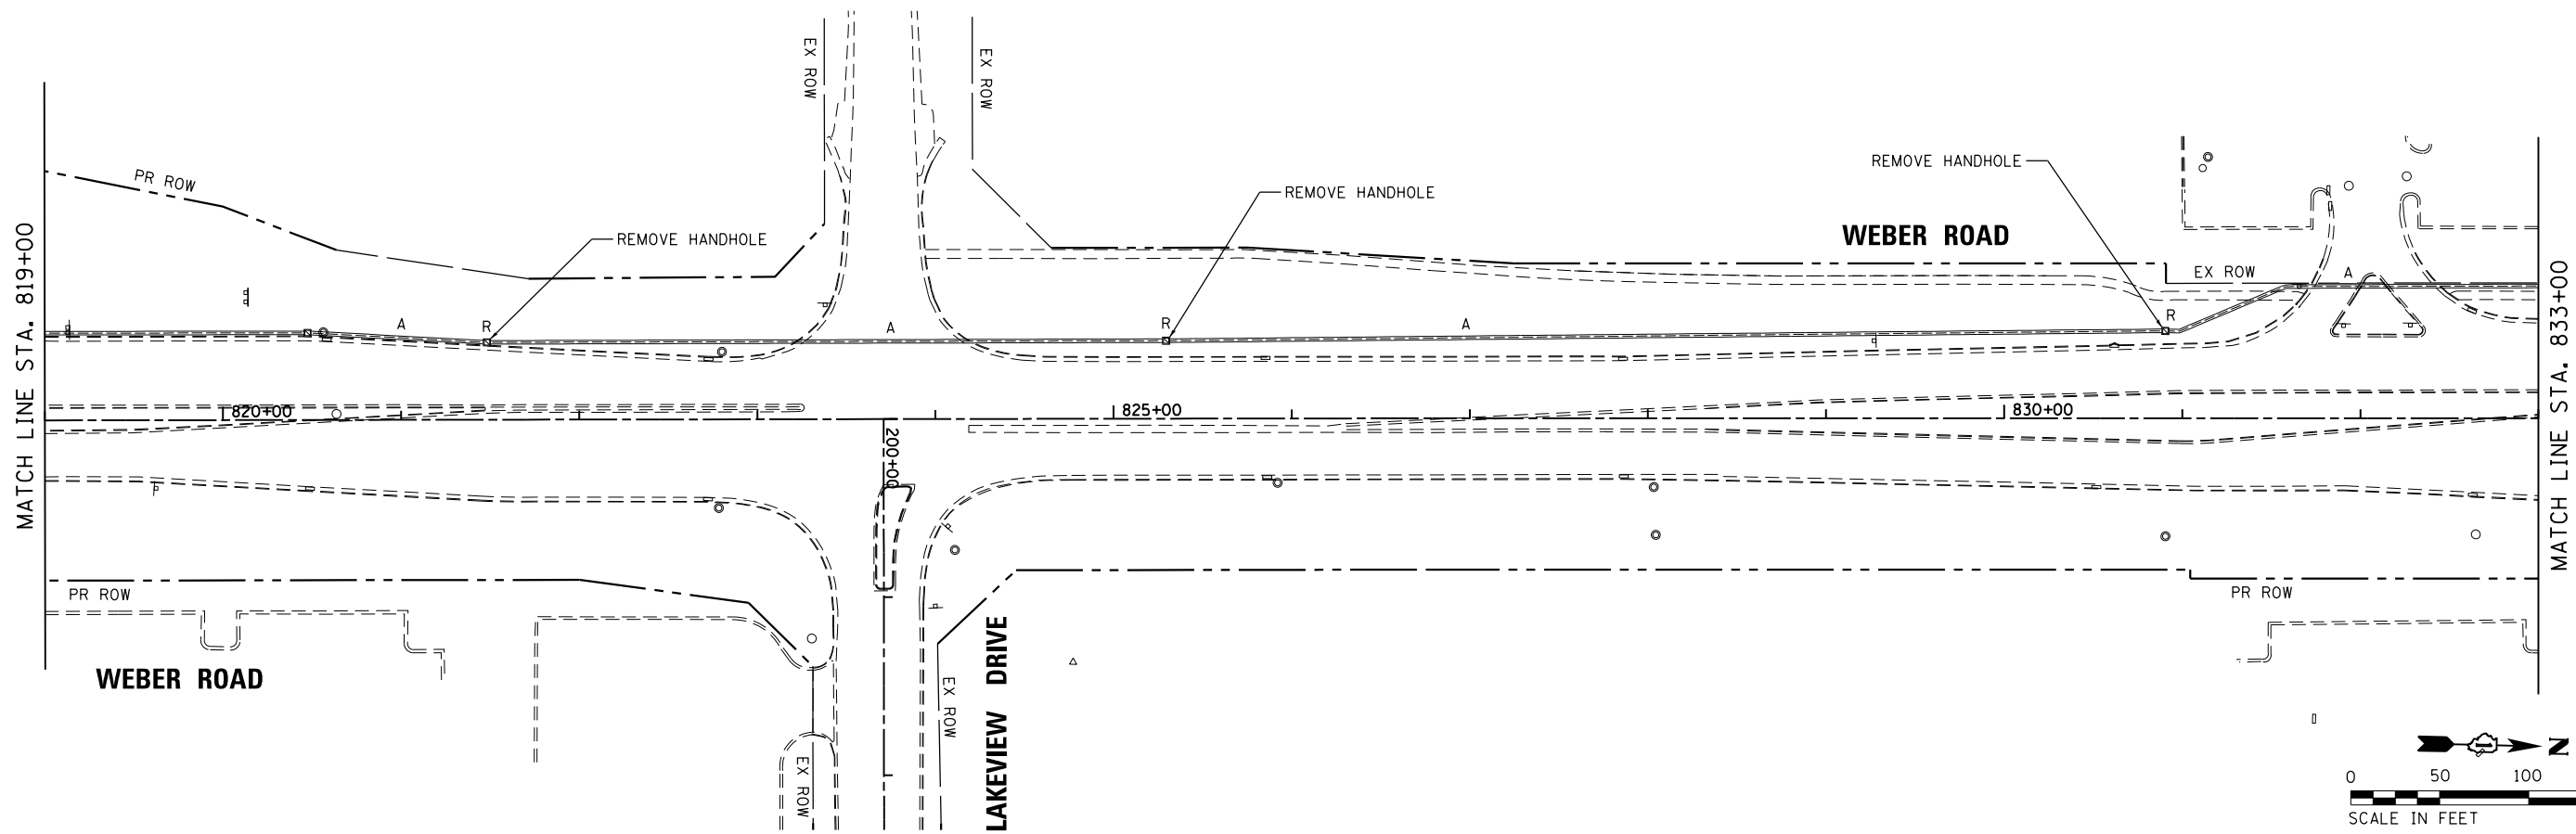 EX ROW
EX ROW
PR ROW
REMOVE HANDHOLE
REMOVE HANDHOLE
REMOVE HANDHOLE
WEBER ROAD
EX ROW
A
R
A
R
A
R
A
MATCH LINE STA. 819+00
820+00
825+00
830+00
MATCH LINE STA. 833+00
200+00
PR ROW
PR ROW
WEBER ROAD
EX ROW
EX ROW
LAKEVIEW DRIVE
N
0 50 100
SCALE IN FEET